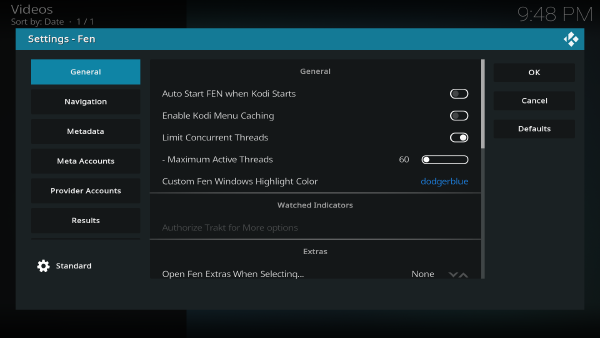 Videos
Sort by: Date · 1 / 1
9:48 PM
Settings - Fen
General
Navigation
Metadata
Meta Accounts
Provider Accounts
Results
Standard
General
Auto Start FEN when Kodi Starts
Enable Kodi Menu Caching
Limit Concurrent Threads
- Maximum Active Threads 60
Custom Fen Windows Highlight Color dodgerblue
Watched Indicators
Authorize Trakt for More options
Extras
Open Fen Extras When Selecting... None
OK
Cancel
Defaults